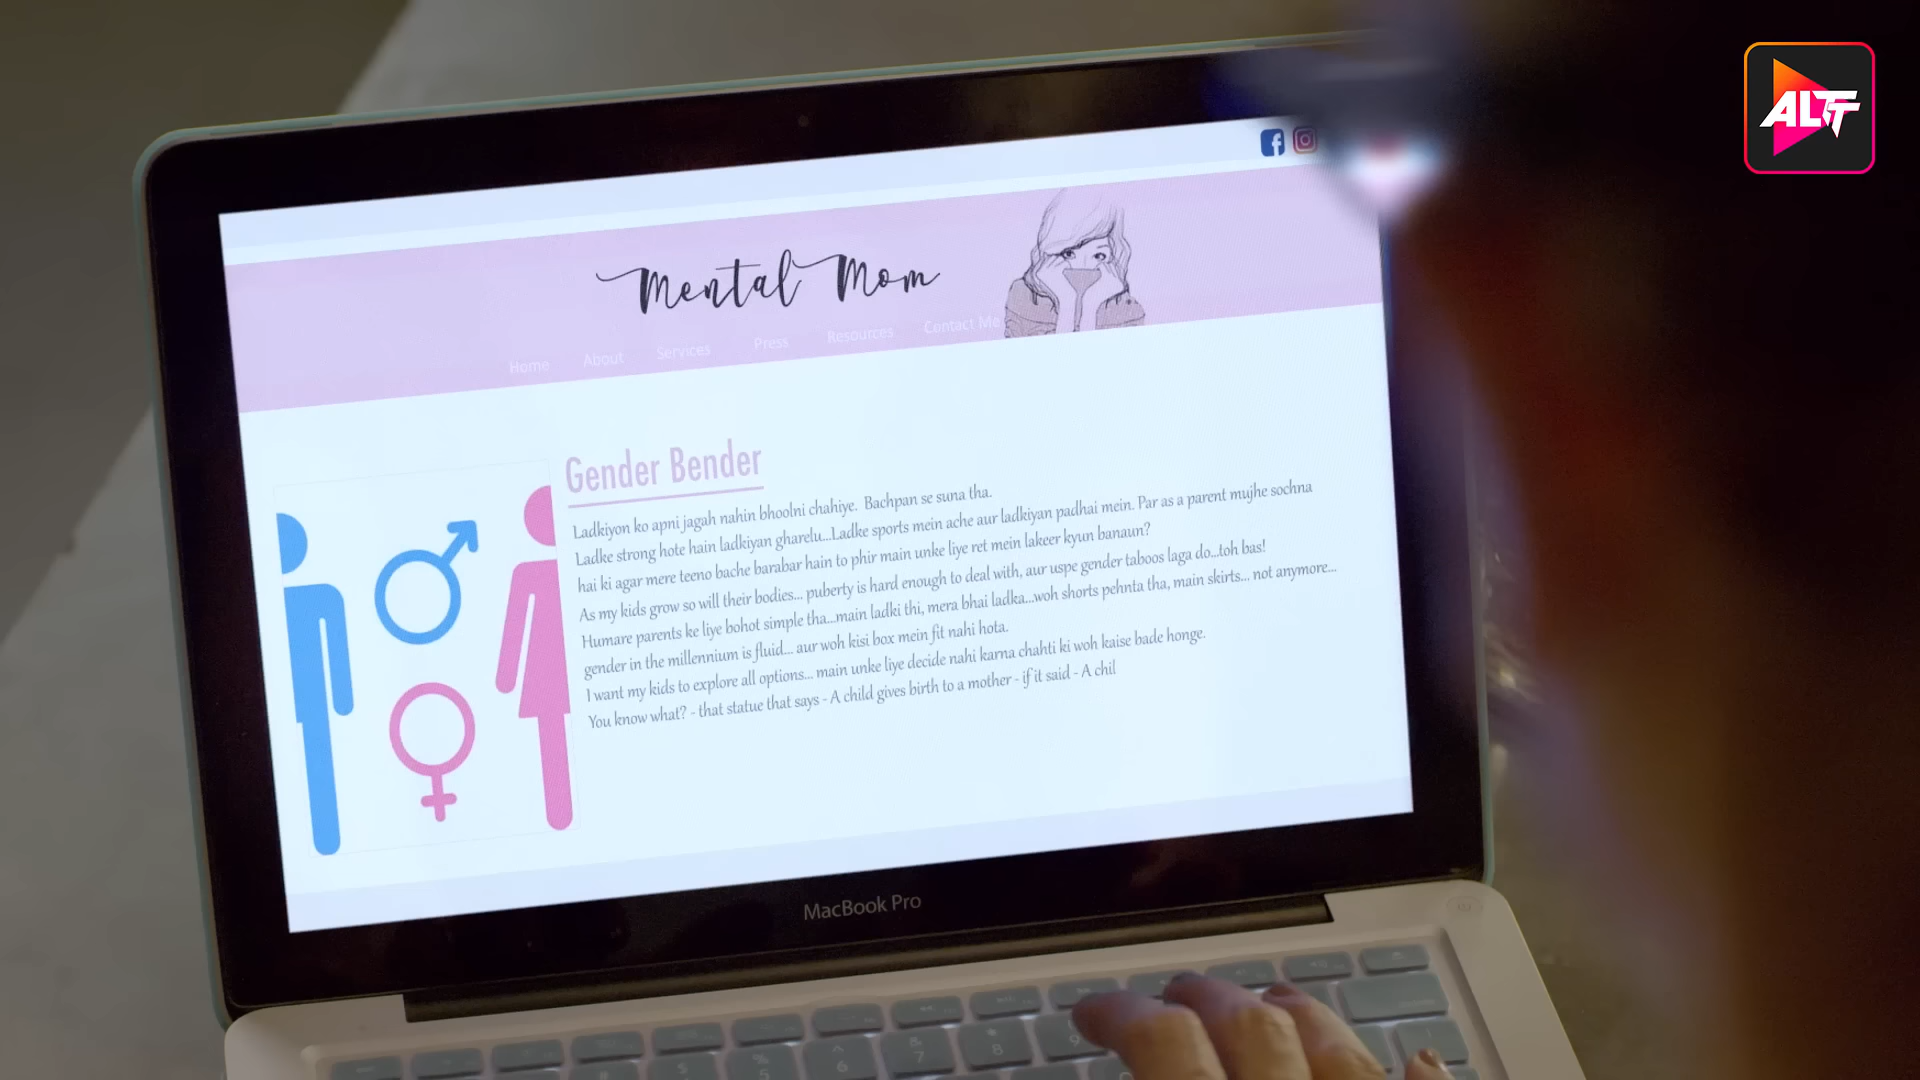 ALTT
Mental Mom
Home About Services Press Resources Contact Me
Gender Bender
Ladkiyon ko apni jagah nahin bhoolni chahiye. Bachpan se suna tha.
Ladke strong hote hain ladkiyan gharelu...Ladke sports mein ache aur ladkiyan padhai mein. Par as a parent mujhe sochna
hai ki agar mere teeno bache barabar hain to phir main unke liye ret mein lakeer kyun banaun?
As my kids grow so will their bodies... puberty is hard enough to deal with, aur uspe gender taboos laga do...toh bas!
Humare parents ke liye bohot simple tha...main ladki thi, mera bhai ladka...woh shorts pehnta tha, main skirts... not anymore...
gender in the millennium is fluid... aur woh kisi box mein fit nahi hota.
I want my kids to explore all options... main unke liye decide nahi karna chahti ki woh kaise bade honge.
You know what? - that statue that says - A child gives birth to a mother - if it said - A chil
MacBook Pro
5 6 7 8 9